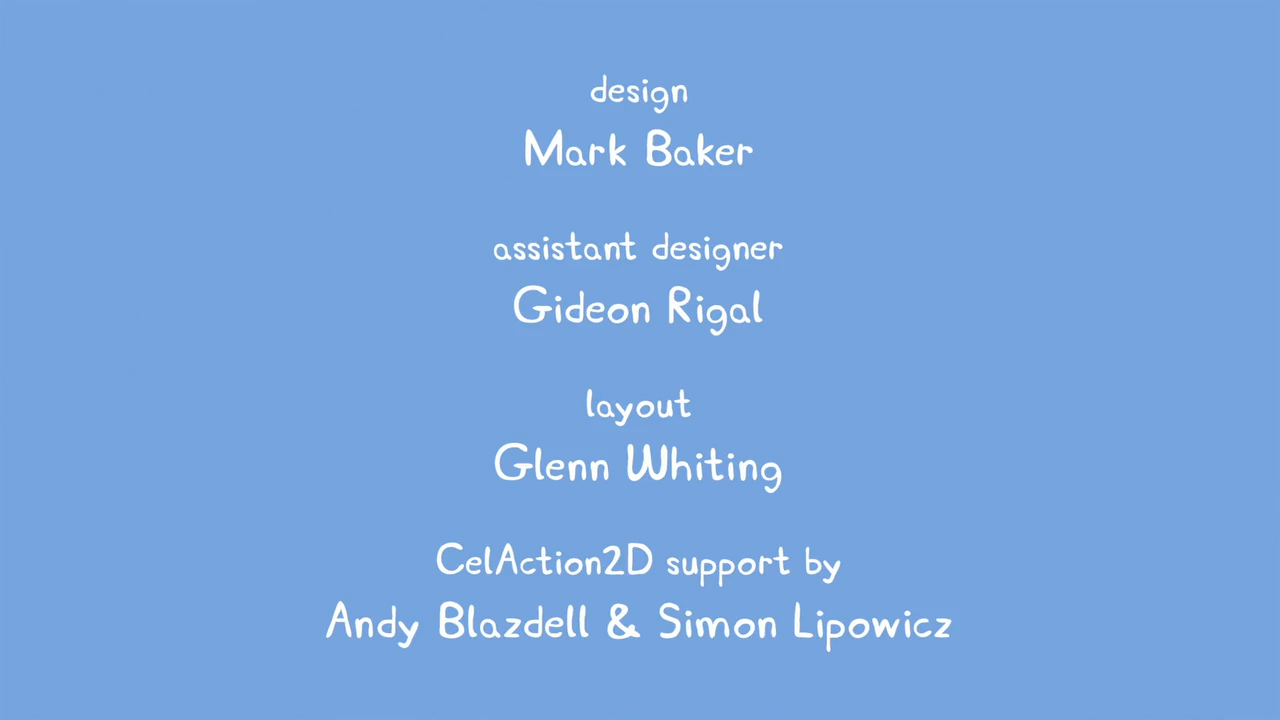 design
Mark Baker
assistant designer
Gideon Rigal
layout
Glenn Whiting
CelAction2D support by
Andy Blazdell & Simon Lipowicz